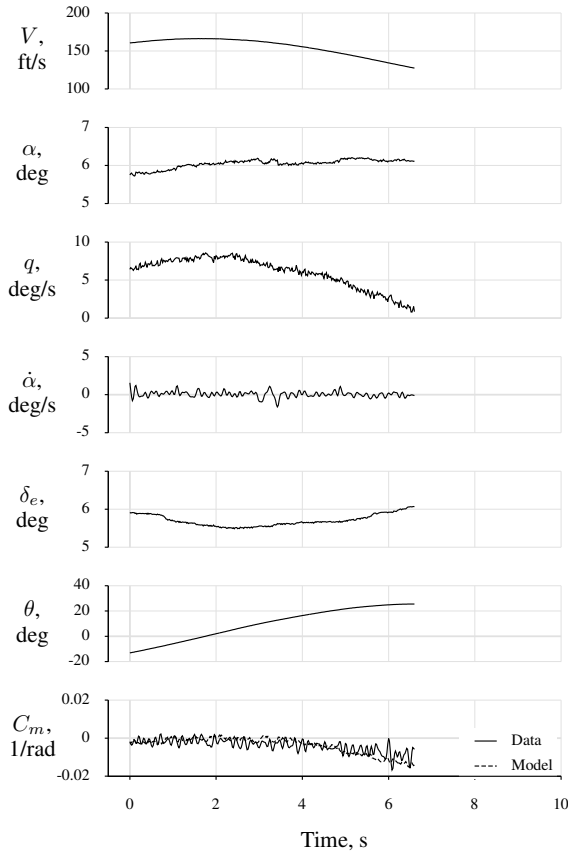 V,
ft/s
200
150
100
α,
deg
7
6
5
q,
deg/s
10
5
0
α̇,
deg/s
5
0
-5
δₑ,
deg
7
6
5
θ,
deg
40
20
0
-20
Cₘ,
1/rad
0.02
0
-0.02
Data
Model
0 2 4 6 8 10
Time, s